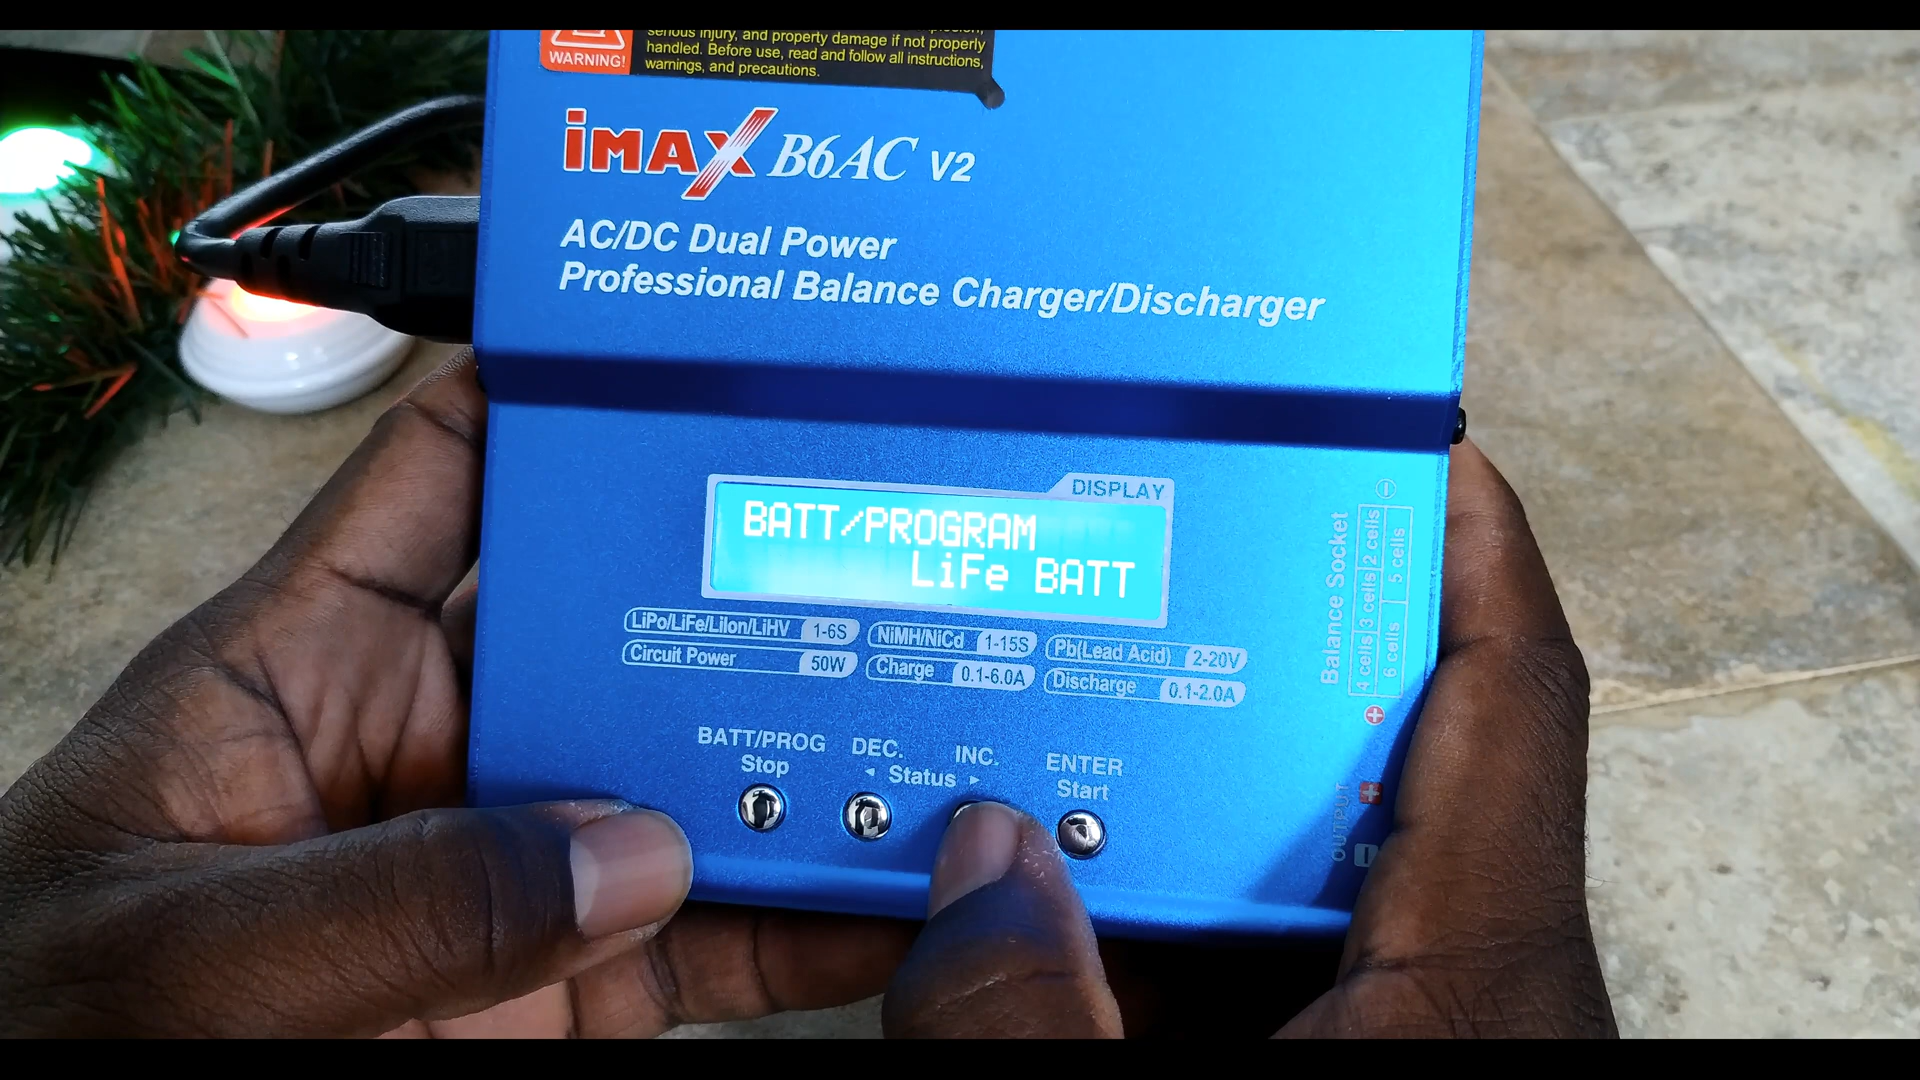 serious injury, and property damage if not properly
handled. Before use, read and follow all instructions,
warnings, and precautions.
WARNING!
iMAX B6AC V2
AC/DC Dual Power
Professional Balance Charger/Discharger
DISPLAY
BATT/PROGRAM
LiFe BATT
LiPo/LiFe/LiIon/LiHV 1-6S
NiMH/NiCd 1-15S
Pb(Lead Acid) 2-20V
Circuit Power 50W
Charge 0.1-6.0A
Discharge 0.1-2.0A
BATT/PROG
Stop
DEC.
INC.
◄ Status ►
ENTER
Start
Balance Socket
4 cells 3 cells 2 cells
6 cells 5 cells
OUTPUT